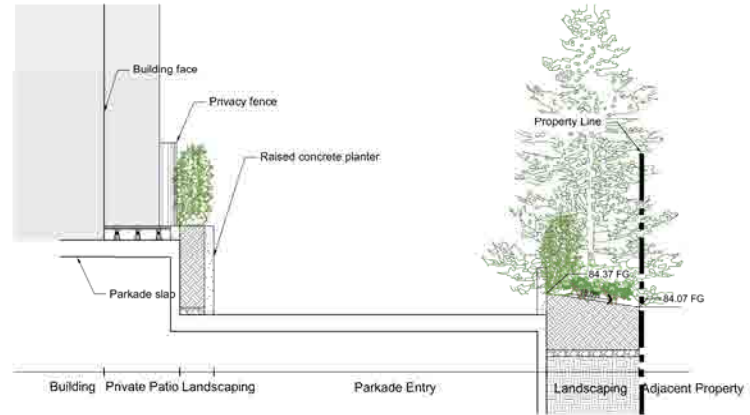 Building face
Privacy fence
Property Line
Raised concrete planter
84.37 FG
Parkade slab
84.07 FG
Building Private Patio Landscaping Parkade Entry Landscaping Adjacent Property